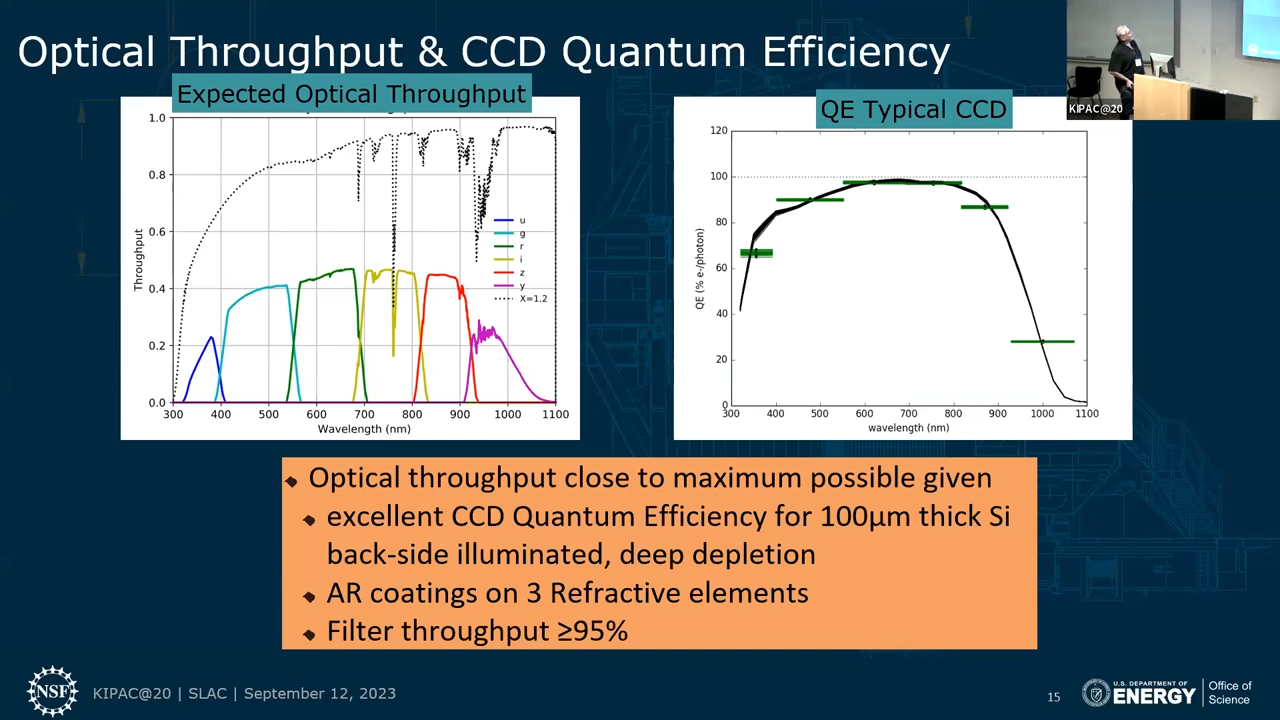 Optical Throughput & CCD Quantum Efficiency
KIPAC@20
Expected Optical Throughput
1.0
0.8
0.6
0.4
0.2
0.0
Throughput
u
g
r
i
z
y
X=1.2
300 400 500 600 700 800 900 1000 1100
Wavelength (nm)
QE Typical CCD
120
100
80
60
40
20
0
QE (% e-/photon)
300 400 500 600 700 800 900 1000 1100
wavelength (nm)
Optical throughput close to maximum possible given
excellent CCD Quantum Efficiency for 100μm thick Si
back-side illuminated, deep depletion
AR coatings on 3 Refractive elements
Filter throughput ≥95%
NSF
KIPAC@20 | SLAC | September 12, 2023
15
U.S. DEPARTMENT OF
ENERGY
Office of
Science